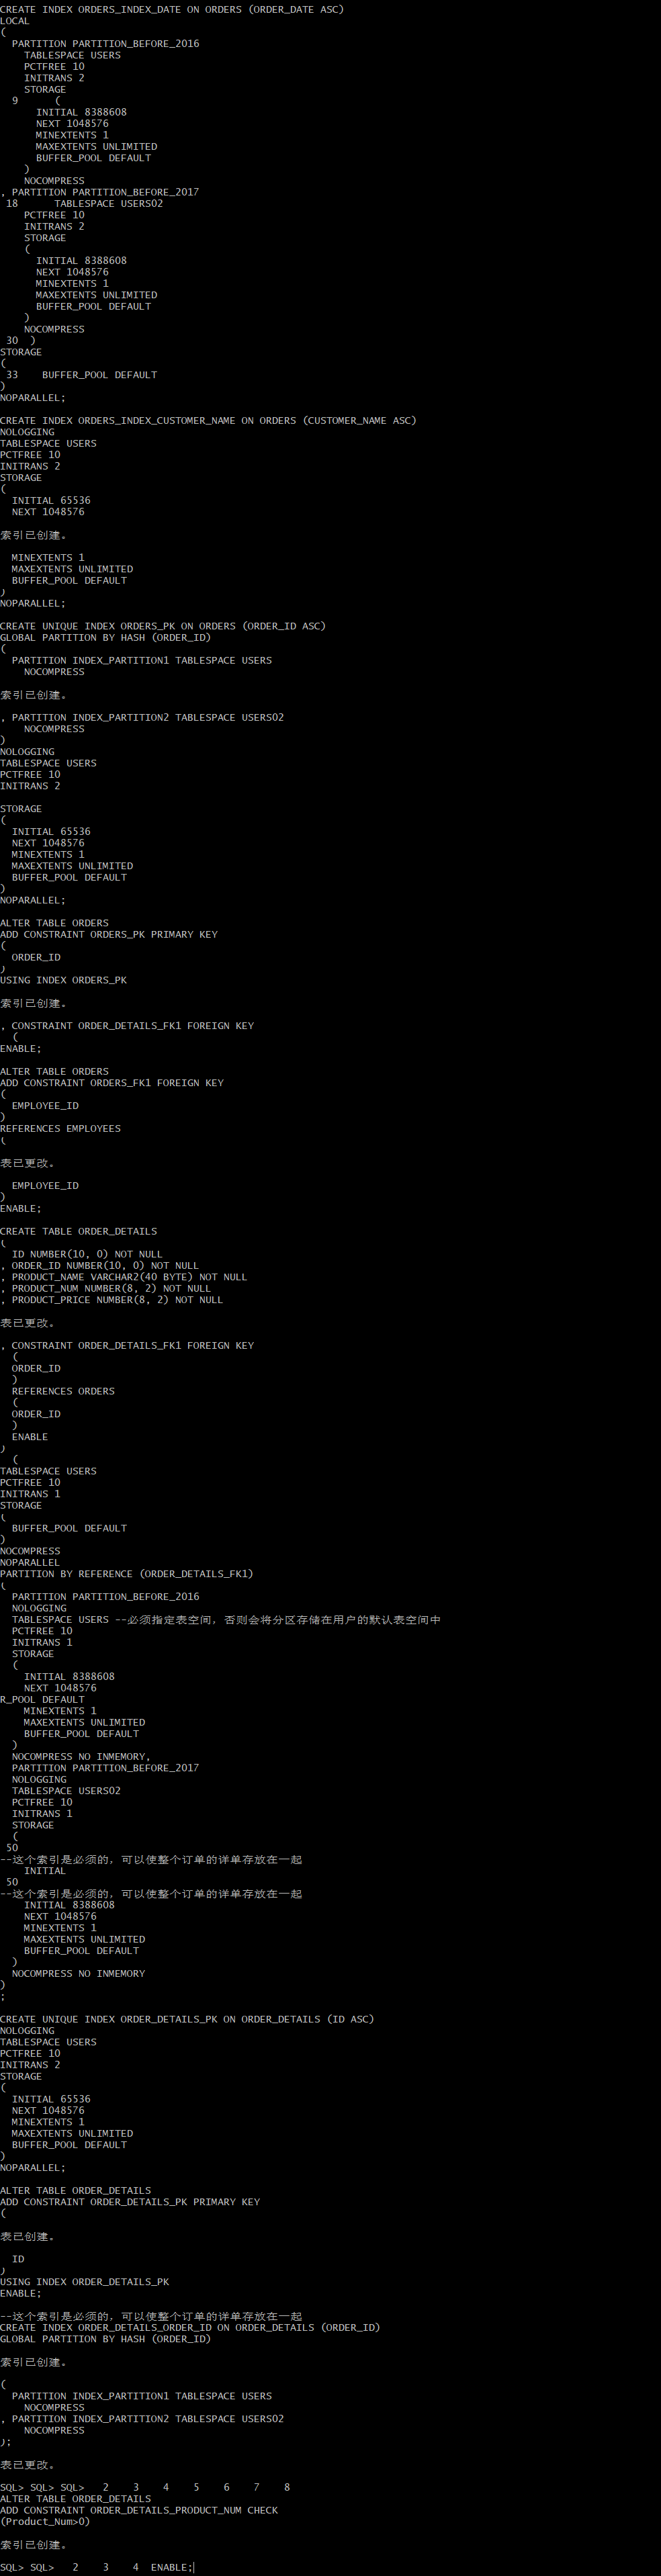 CREATE INDEX ORDERS_INDEX_DATE ON ORDERS (ORDER_DATE ASC)
LOCAL
(
  PARTITION PARTITION_BEFORE_2016
    TABLESPACE USERS
    PCTFREE 10
    INITRANS 2
    STORAGE
  9      (
      INITIAL 8388608
      NEXT 1048576
      MINEXTENTS 1
      MAXEXTENTS UNLIMITED
      BUFFER_POOL DEFAULT
    )
    NOCOMPRESS
, PARTITION PARTITION_BEFORE_2017
 18      TABLESPACE USERS02
    PCTFREE 10
    INITRANS 2
    STORAGE
    (
      INITIAL 8388608
      NEXT 1048576
      MINEXTENTS 1
      MAXEXTENTS UNLIMITED
      BUFFER_POOL DEFAULT
    )
    NOCOMPRESS
 30  )
STORAGE
(
 33    BUFFER_POOL DEFAULT
)
NOPARALLEL;

CREATE INDEX ORDERS_INDEX_CUSTOMER_NAME ON ORDERS (CUSTOMER_NAME ASC)
NOLOGGING
TABLESPACE USERS
PCTFREE 10
INITRANS 2
STORAGE
(
  INITIAL 65536
  NEXT 1048576

索引已创建。

  MINEXTENTS 1
  MAXEXTENTS UNLIMITED
  BUFFER_POOL DEFAULT
)
NOPARALLEL;

CREATE UNIQUE INDEX ORDERS_PK ON ORDERS (ORDER_ID ASC)
GLOBAL PARTITION BY HASH (ORDER_ID)
(
  PARTITION INDEX_PARTITION1 TABLESPACE USERS
    NOCOMPRESS

索引已创建。

, PARTITION INDEX_PARTITION2 TABLESPACE USERS02
    NOCOMPRESS
)
NOLOGGING
TABLESPACE USERS
PCTFREE 10
INITRANS 2

STORAGE
(
  INITIAL 65536
  NEXT 1048576
  MINEXTENTS 1
  MAXEXTENTS UNLIMITED
  BUFFER_POOL DEFAULT
)
NOPARALLEL;

ALTER TABLE ORDERS
ADD CONSTRAINT ORDERS_PK PRIMARY KEY
(
  ORDER_ID
)
USING INDEX ORDERS_PK

索引已创建。

, CONSTRAINT ORDER_DETAILS_FK1 FOREIGN KEY
  (
ENABLE;

ALTER TABLE ORDERS
ADD CONSTRAINT ORDERS_FK1 FOREIGN KEY
(
  EMPLOYEE_ID
)
REFERENCES EMPLOYEES
(

表已更改。

  EMPLOYEE_ID
)
ENABLE;

CREATE TABLE ORDER_DETAILS
(
  ID NUMBER(10, 0) NOT NULL
, ORDER_ID NUMBER(10, 0) NOT NULL
, PRODUCT_NAME VARCHAR2(40 BYTE) NOT NULL
, PRODUCT_NUM NUMBER(8, 2) NOT NULL
, PRODUCT_PRICE NUMBER(8, 2) NOT NULL

表已更改。

, CONSTRAINT ORDER_DETAILS_FK1 FOREIGN KEY
  (
  ORDER_ID
  )
  REFERENCES ORDERS
  (
  ORDER_ID
  )
  ENABLE
)
  (
TABLESPACE USERS
PCTFREE 10
INITRANS 1
STORAGE
(
  BUFFER_POOL DEFAULT
)
NOCOMPRESS
NOPARALLEL
PARTITION BY REFERENCE (ORDER_DETAILS_FK1)
(
  PARTITION PARTITION_BEFORE_2016
  NOLOGGING
  TABLESPACE USERS --必须指定表空间，否则会将分区存储在用户的默认表空间中
  PCTFREE 10
  INITRANS 1
  STORAGE
  (
    INITIAL 8388608
    NEXT 1048576
R_POOL DEFAULT
    MINEXTENTS 1
    MAXEXTENTS UNLIMITED
    BUFFER_POOL DEFAULT
  )
  NOCOMPRESS NO INMEMORY,
  PARTITION PARTITION_BEFORE_2017
  NOLOGGING
  TABLESPACE USERS02
  PCTFREE 10
  INITRANS 1
  STORAGE
  (
 50
--这个索引是必须的，可以使整个订单的详单存放在一起
    INITIAL
 50
--这个索引是必须的，可以使整个订单的详单存放在一起
    INITIAL 8388608
    NEXT 1048576
    MINEXTENTS 1
    MAXEXTENTS UNLIMITED
    BUFFER_POOL DEFAULT
  )
  NOCOMPRESS NO INMEMORY
)
;

CREATE UNIQUE INDEX ORDER_DETAILS_PK ON ORDER_DETAILS (ID ASC)
NOLOGGING
TABLESPACE USERS
PCTFREE 10
INITRANS 2
STORAGE
(
  INITIAL 65536
  NEXT 1048576
  MINEXTENTS 1
  MAXEXTENTS UNLIMITED
  BUFFER_POOL DEFAULT
)
NOPARALLEL;

ALTER TABLE ORDER_DETAILS
ADD CONSTRAINT ORDER_DETAILS_PK PRIMARY KEY
(

表已创建。

  ID
)
USING INDEX ORDER_DETAILS_PK
ENABLE;

--这个索引是必须的，可以使整个订单的详单存放在一起
CREATE INDEX ORDER_DETAILS_ORDER_ID ON ORDER_DETAILS (ORDER_ID)
GLOBAL PARTITION BY HASH (ORDER_ID)

索引已创建。

(
  PARTITION INDEX_PARTITION1 TABLESPACE USERS
    NOCOMPRESS
, PARTITION INDEX_PARTITION2 TABLESPACE USERS02
    NOCOMPRESS
);

表已更改。

SQL> SQL> SQL>   2    3    4    5    6    7    8
ALTER TABLE ORDER_DETAILS
ADD CONSTRAINT ORDER_DETAILS_PRODUCT_NUM CHECK
(Product_Num>0)

索引已创建。

SQL> SQL>   2    3    4  ENABLE;